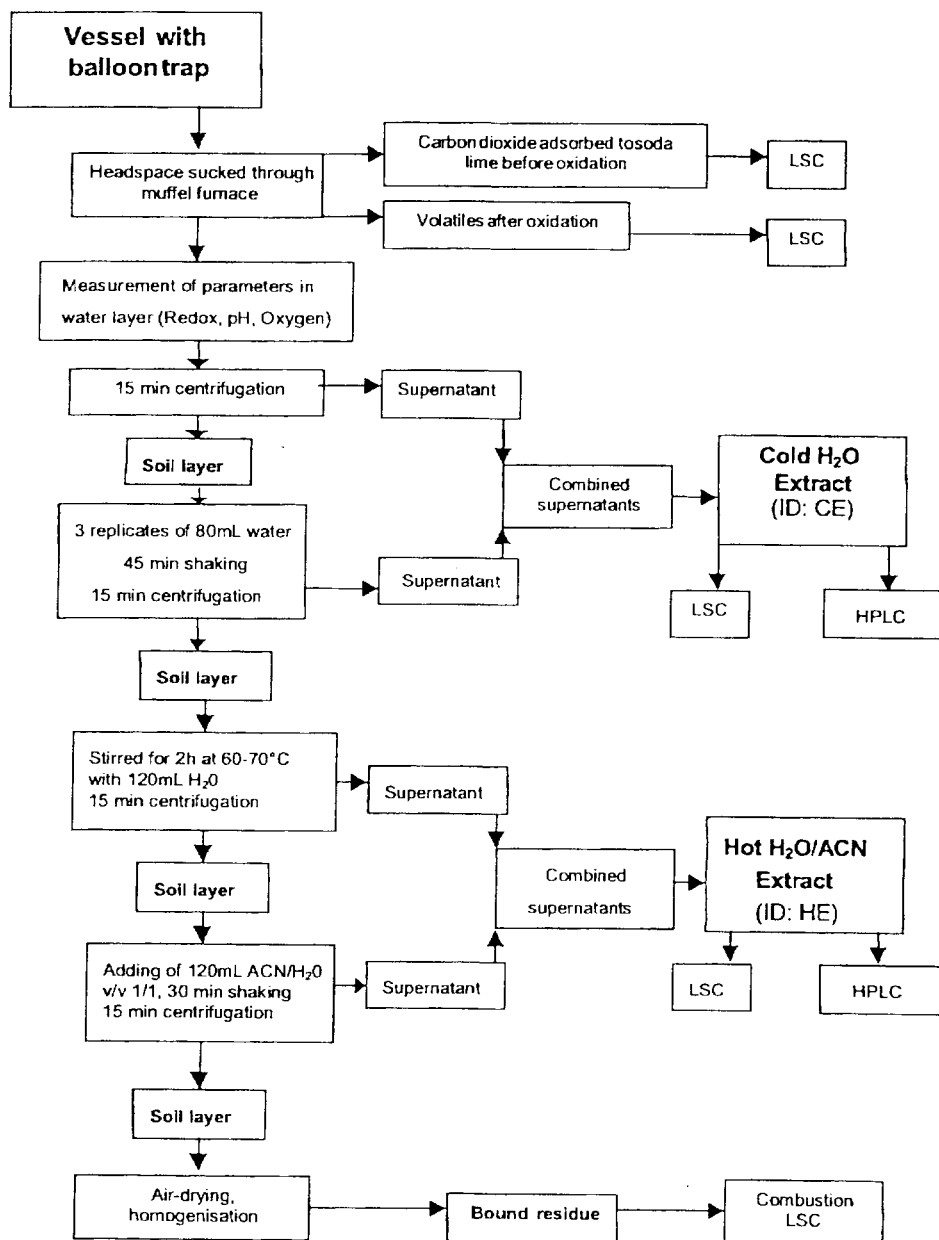 Vessel with
balloon trap
Headspace sucked through
muffel furnace
Carbon dioxide adsorbed tosoda
lime before oxidation
LSC
Volatiles after oxidation
LSC
Measurement of parameters in
water layer (Redox, pH, Oxygen)
15 min centrifugation
Supernatant
Soil layer
Combined
supernatants
Cold H₂O
Extract
(ID: CE)
3 replicates of 80mL water
45 min shaking
15 min centrifugation
Supernatant
LSC
HPLC
Soil layer
Stirred for 2h at 60-70°C
with 120mL H₂0
15 min centrifugation
Supernatant
Soil layer
Combined
supernatants
Hot H₂O/ACN
Extract
(ID: HE)
Adding of 120mL ACN/H₂0
v/v 1/1, 30 min shaking
15 min centrifugation
Supernatant
LSC
HPLC
Soil layer
Air-drying,
homogenisation
Bound residue
Combustion
LSC